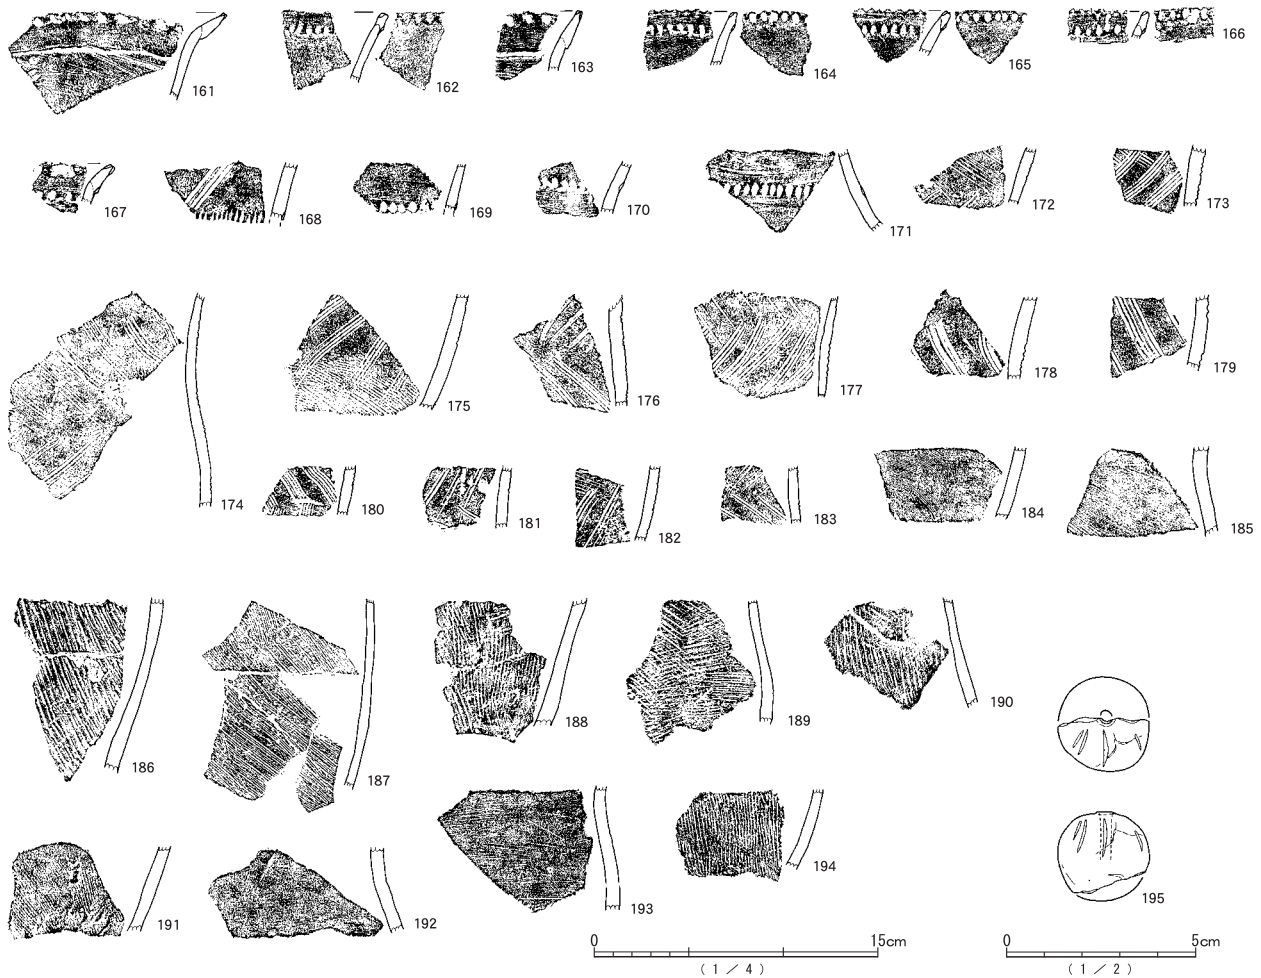 161 162 163 164 165 166
167 168 169 170 171 172 173
174 175 176 177 178 179
180 181 182 183 184 185
186 187 188 189 190
191 192 193 194 195
0 15cm
( 1 / 4 )
0 5cm
( 1 / 2 )